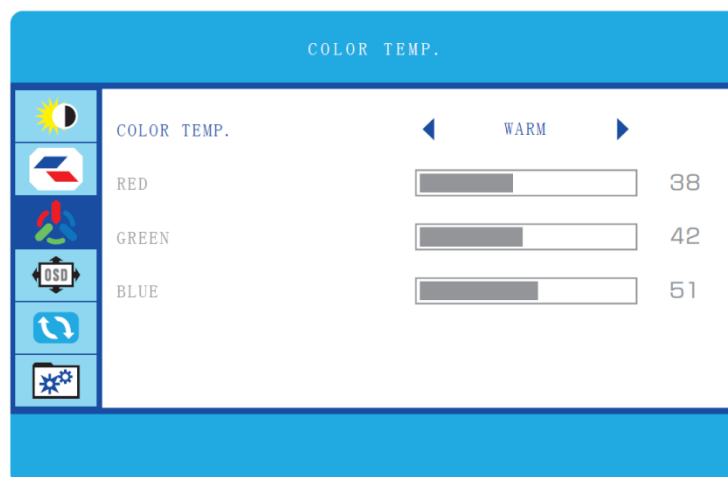 COLOR TEMP.
COLOR TEMP. WARM
RED 38
GREEN 42
OSD
BLUE 51